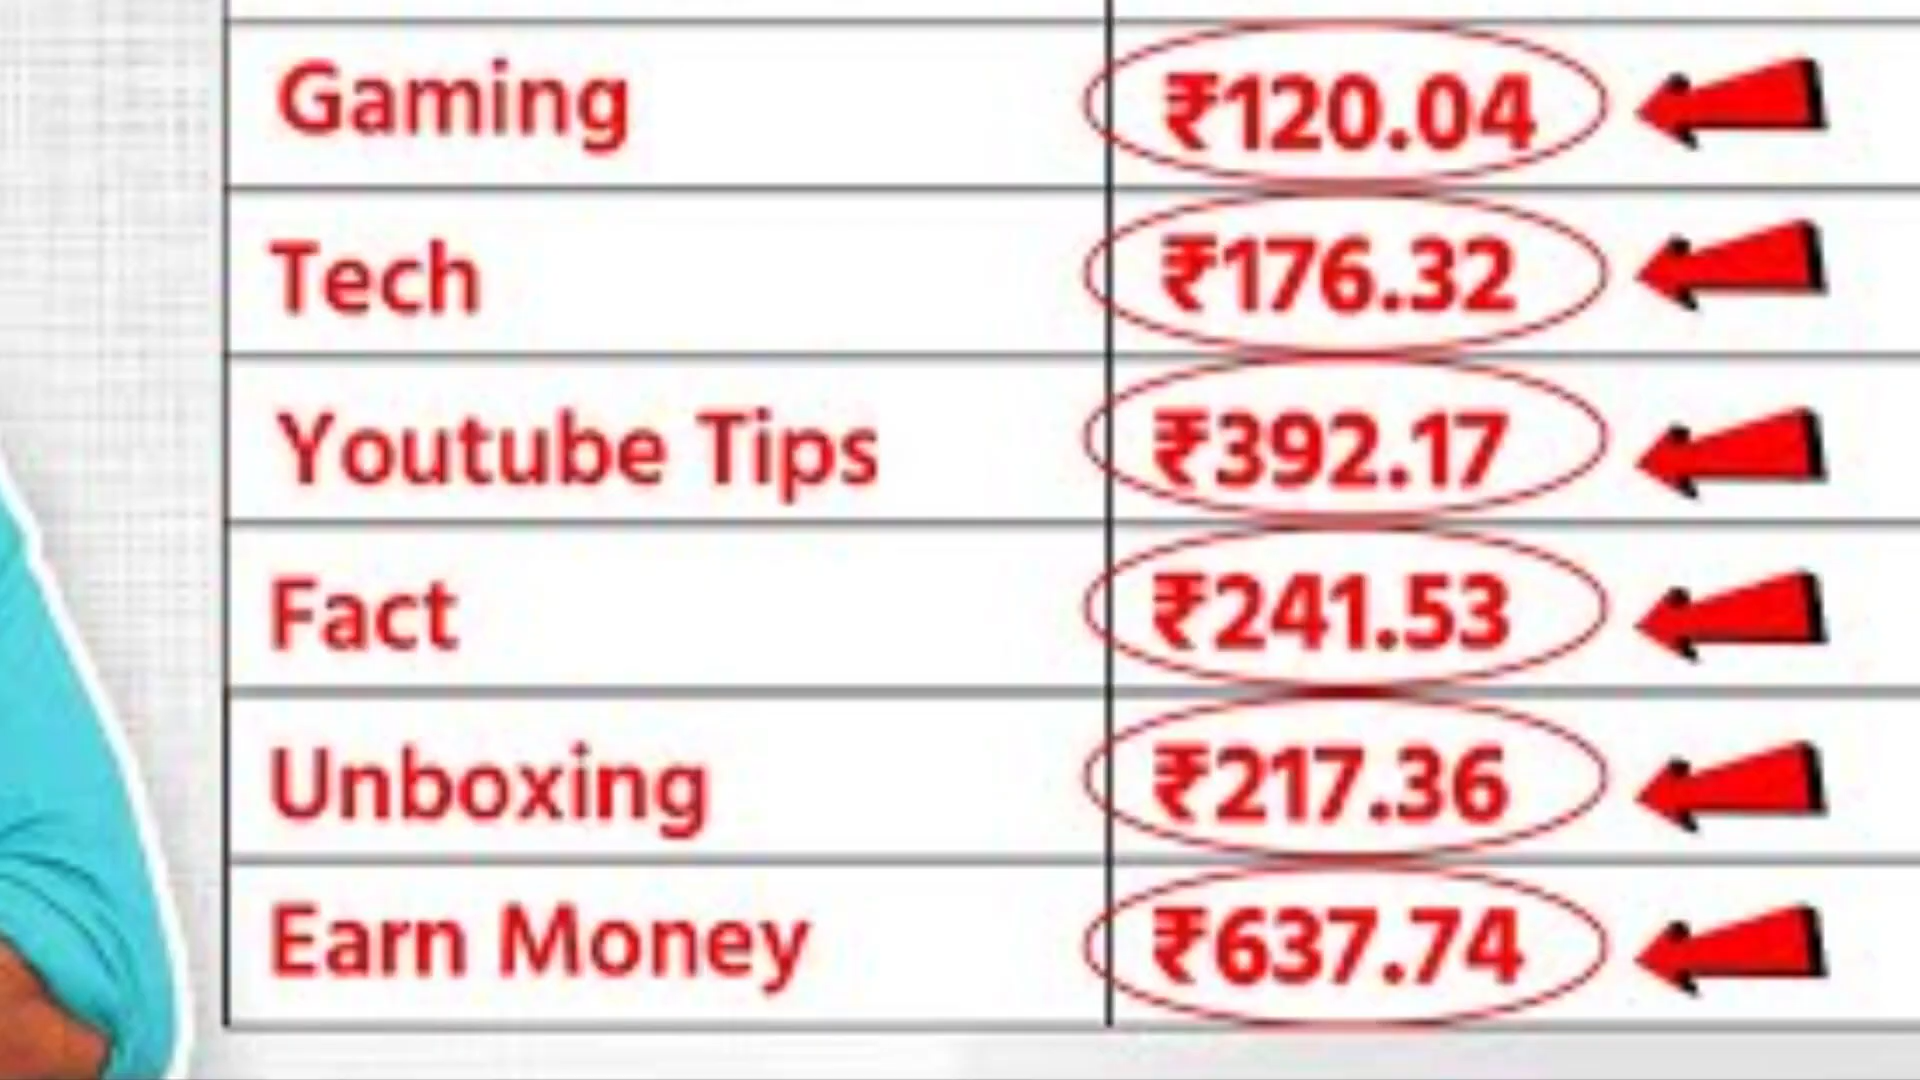 Gaming ₹120.04
Tech ₹176.32
Youtube Tips ₹392.17
Fact ₹241.53
Unboxing ₹217.36
Earn Money ₹637.74